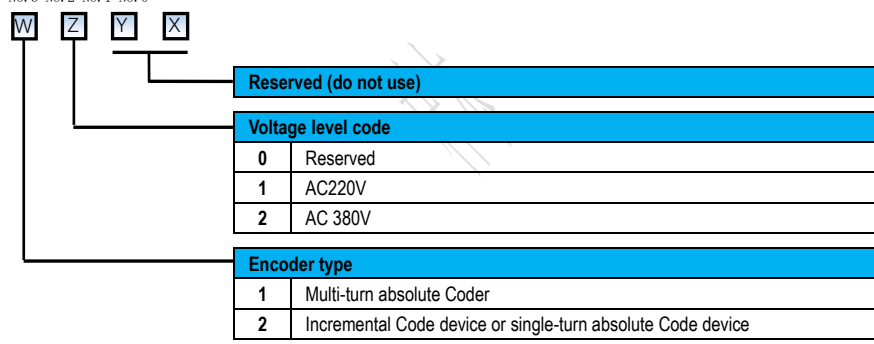 W Z Y X
Reserved (do not use)
Voltage level code
0 Reserved
1 AC220V
2 AC 380V
Encoder type
1 Multi-turn absolute Coder
2 Incremental Code device or single-turn absolute Code device